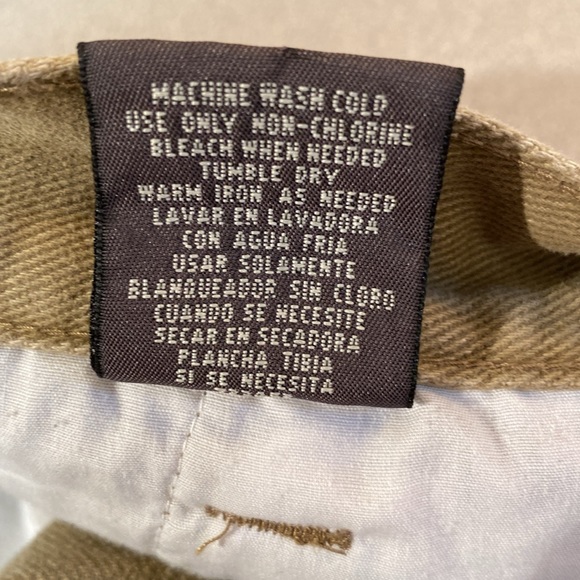 MACHINE WASH COLD
USE ONLY NON-CHLORINE
BLEACH WHEN NEEDED
TUMBLE DRY
WARM IRON AS NEEDED
LAVAR EN LAVADORA
CON AGUA FRIA
USAR SOLAMENTE
BLANQUEADOR SIN CLORO
CUANDO SE NECESITE
SECAR EN SECADORA
PLANCHA TIBIA
SI SE NECESITA